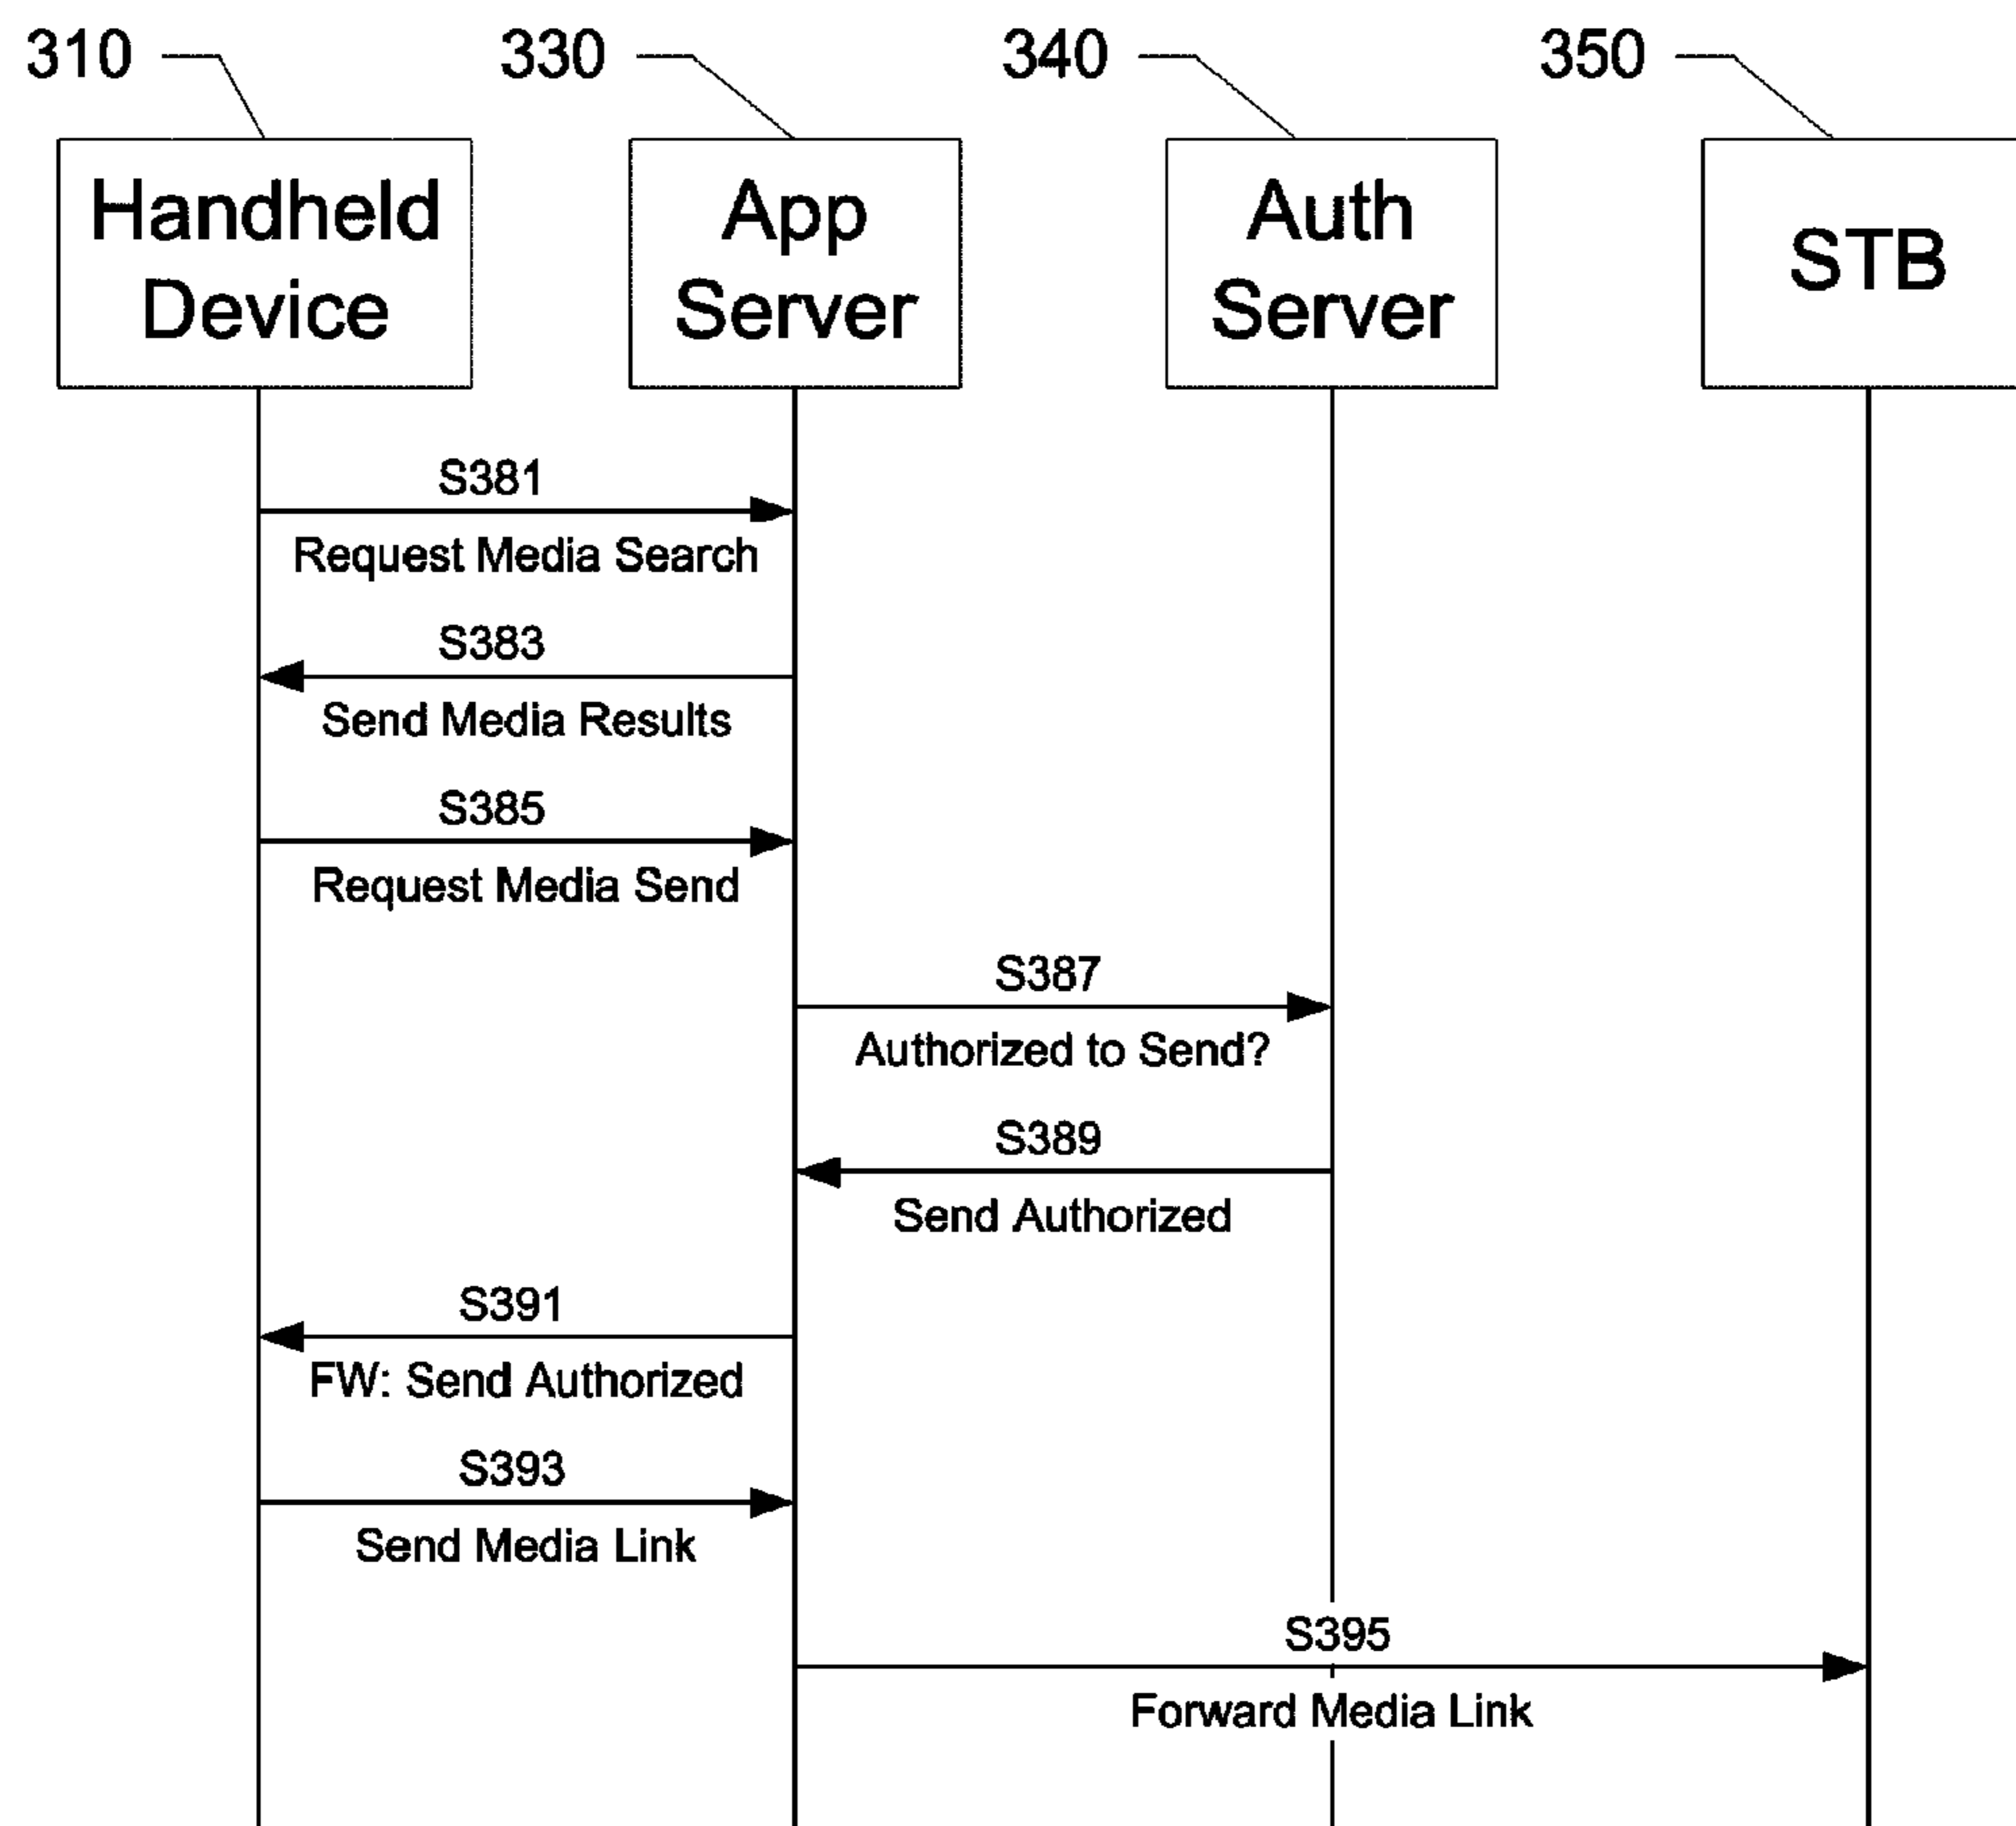 310
330
340
350
Handheld
Device
App
Server
Auth
Server
STB
S381
Request Media Search
S383
Send Media Results
S385
Request Media Send
S387
Authorized to Send?
S389
Send Authorized
S391
FW: Send Authorized
S393
Send Media Link
S395
Forward Media Link